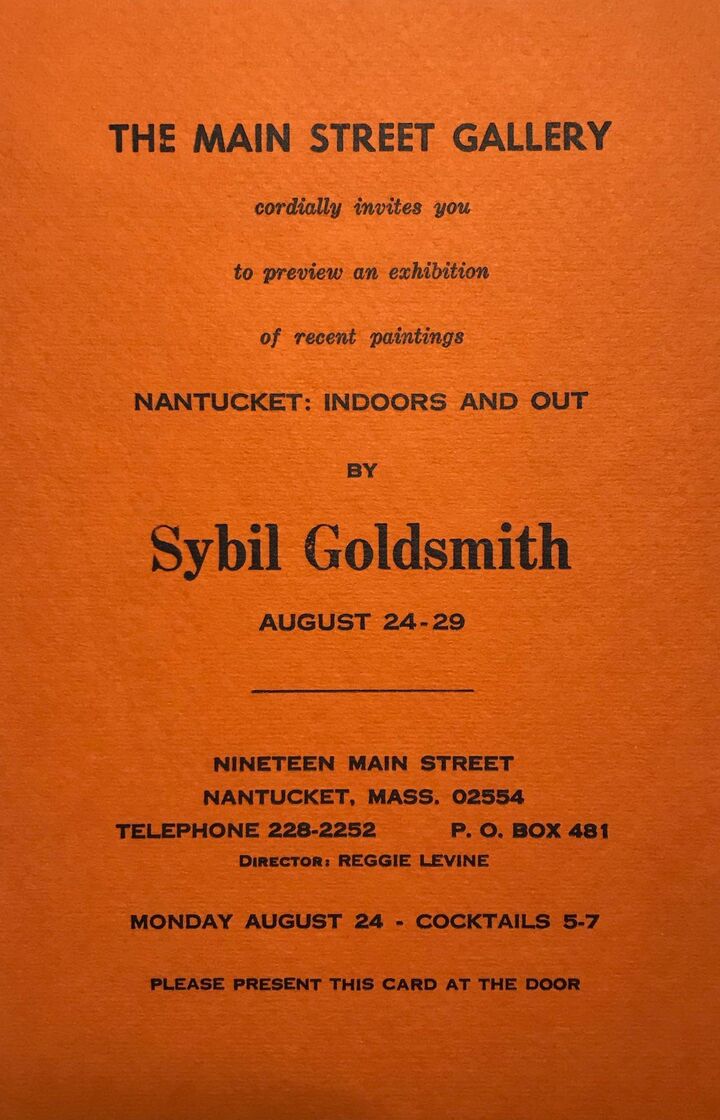 THE MAIN STREET GALLERY
cordially invites you
to preview an exhibition
of recent paintings
NANTUCKET: INDOORS AND OUT
BY
Sybil Goldsmith
AUGUST 24-29
NINETEEN MAIN STREET
NANTUCKET, MASS. 02554
TELEPHONE 228-2252 P. O. BOX 481
DIRECTOR: REGGIE LEVINE
MONDAY AUGUST 24 - COCKTAILS 5-7
PLEASE PRESENT THIS CARD AT THE DOOR